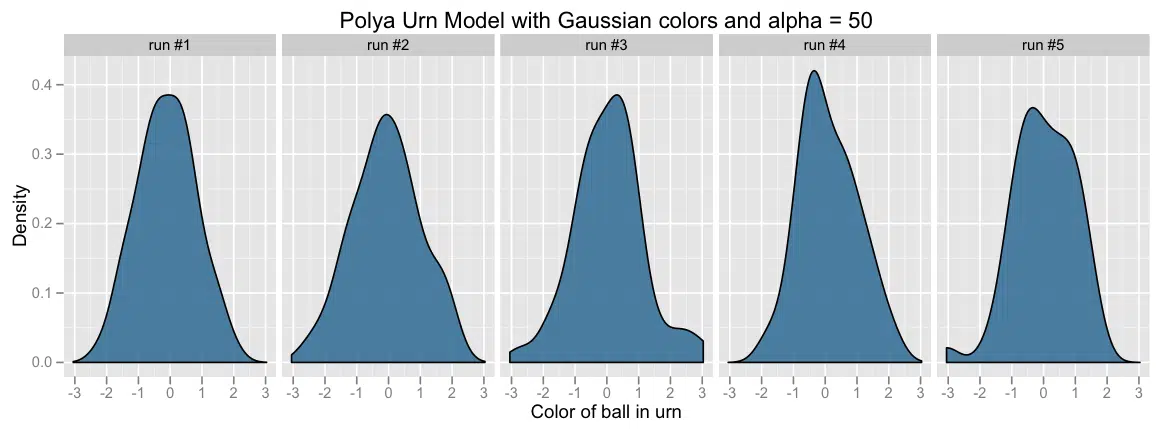 Polya Urn Model with Gaussian colors and alpha = 50
run #1 run #2 run #3 run #4 run #5
Density
0.4
0.3
0.2
0.1
0.0
-3 -2 -1 0 1 2 3 -3 -2 -1 0 1 2 3 -3 -2 -1 0 1 2 3 -3 -2 -1 0 1 2 3 -3 -2 -1 0 1 2 3
Color of ball in urn